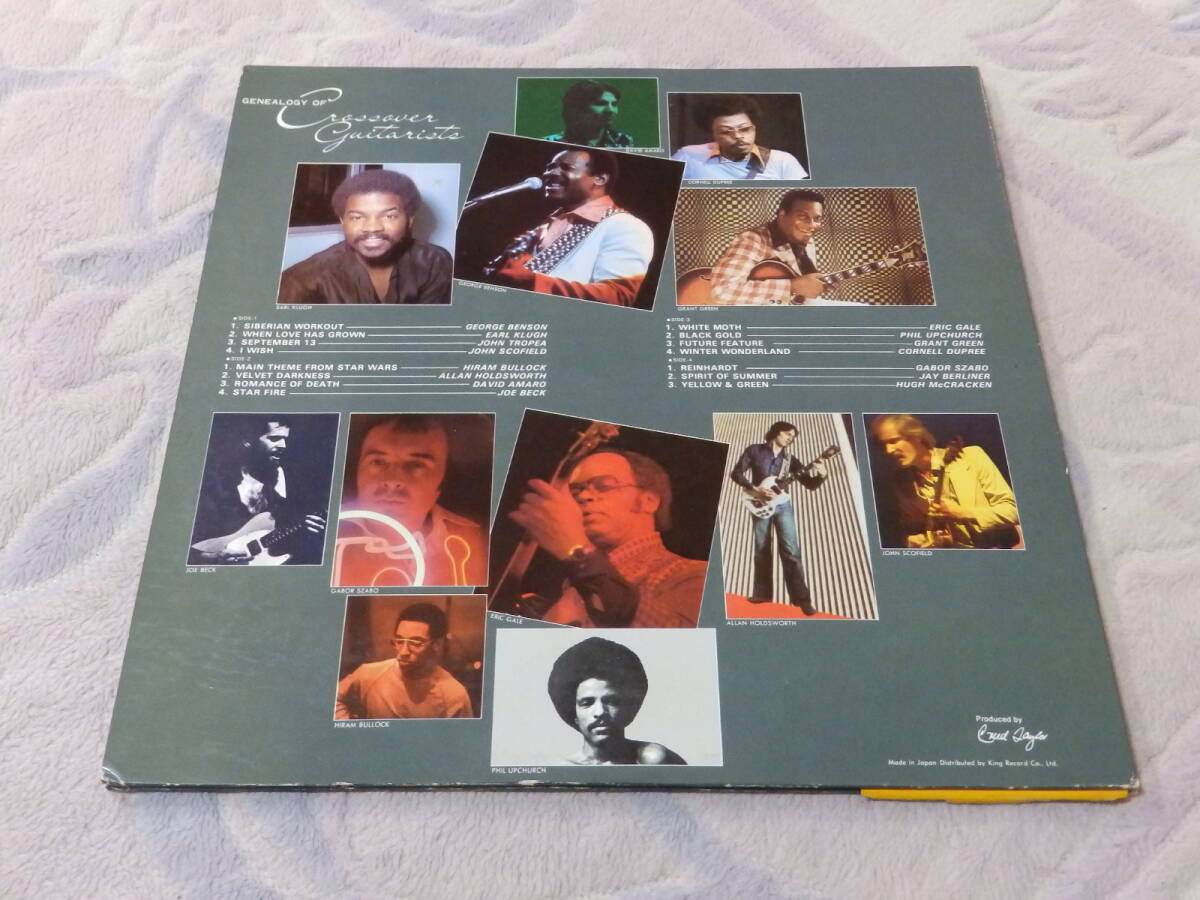 GENEALOGY OF
Crossover
Guitarists
DAVID AMARO
CORNELL DUPREE
EARL KLUGH
GEORGE BENSON
GRANT GREEN
●SIDE-1
1. SIBERIAN WORKOUT GEORGE BENSON
2. WHEN LOVE HAS GROWN EARL KLUGH
3. SEPTEMBER 13 JOHN TROPEA
4. I WISH JOHN SCOFIELD
●SIDE-2
1. MAIN THEME FROM STAR WARS HIRAM BULLOCK
2. VELVET DARKNESS ALLAN HOLDSWORTH
3. ROMANCE OF DEATH DAVID AMARO
4. STAR FIRE JOE BECK
●SIDE-3
1. WHITE MOTH ERIC GALE
2. BLACK GOLD PHIL UPCHURCH
3. FUTURE FEATURE GRANT GREEN
4. WINTER WONDERLAND CORNELL DUPREE
●SIDE-4
1. REINHARDT GABOR SZABO
2. SPIRIT OF SUMMER JAY BERLINER
3. YELLOW & GREEN HUGH McCRACKEN
JOE BECK
GABOR SZABO
ERIC GALE
ALLAN HOLDSWORTH
JOHN SCOFIELD
HIRAM BULLOCK
PHIL UPCHURCH
Produced by
Creed Taylor
Made in Japan Distributed by King Record Co., Ltd.